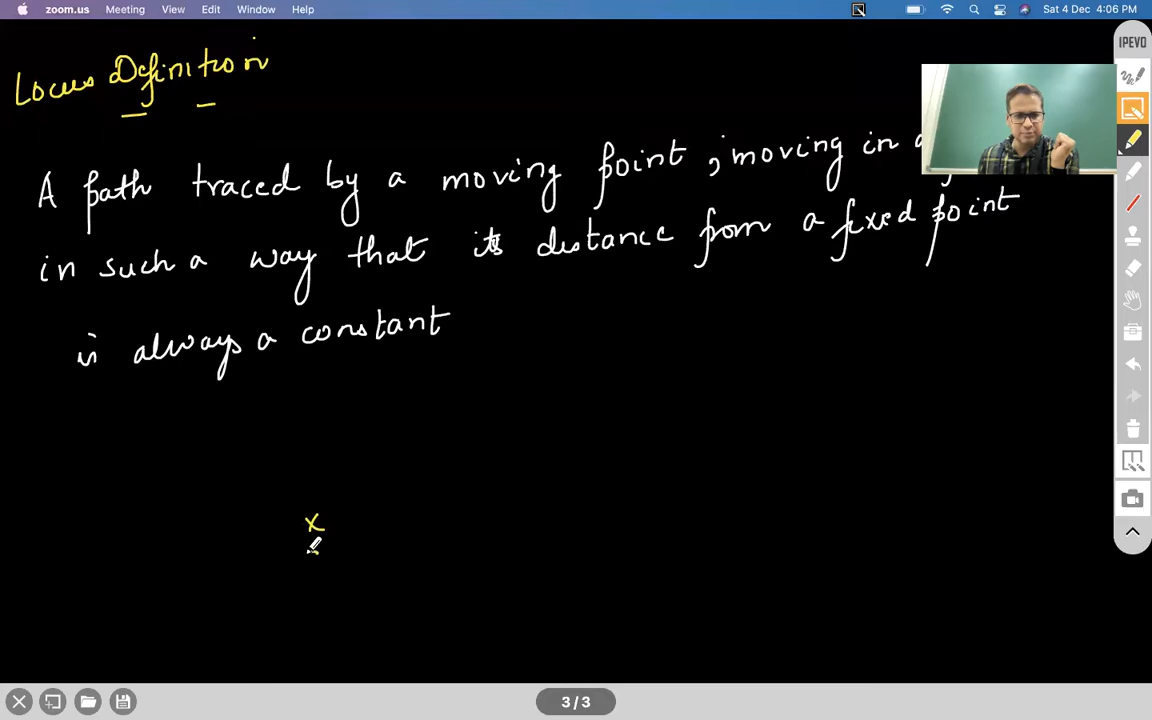 zoom.us Meeting View Edit Window Help Sat 4 Dec 4:06 PM
IPEVO
Locus Definition
A path traced by a moving point, moving in a
in such a way that its distance from a fixed point
is always a constant
x
3/3